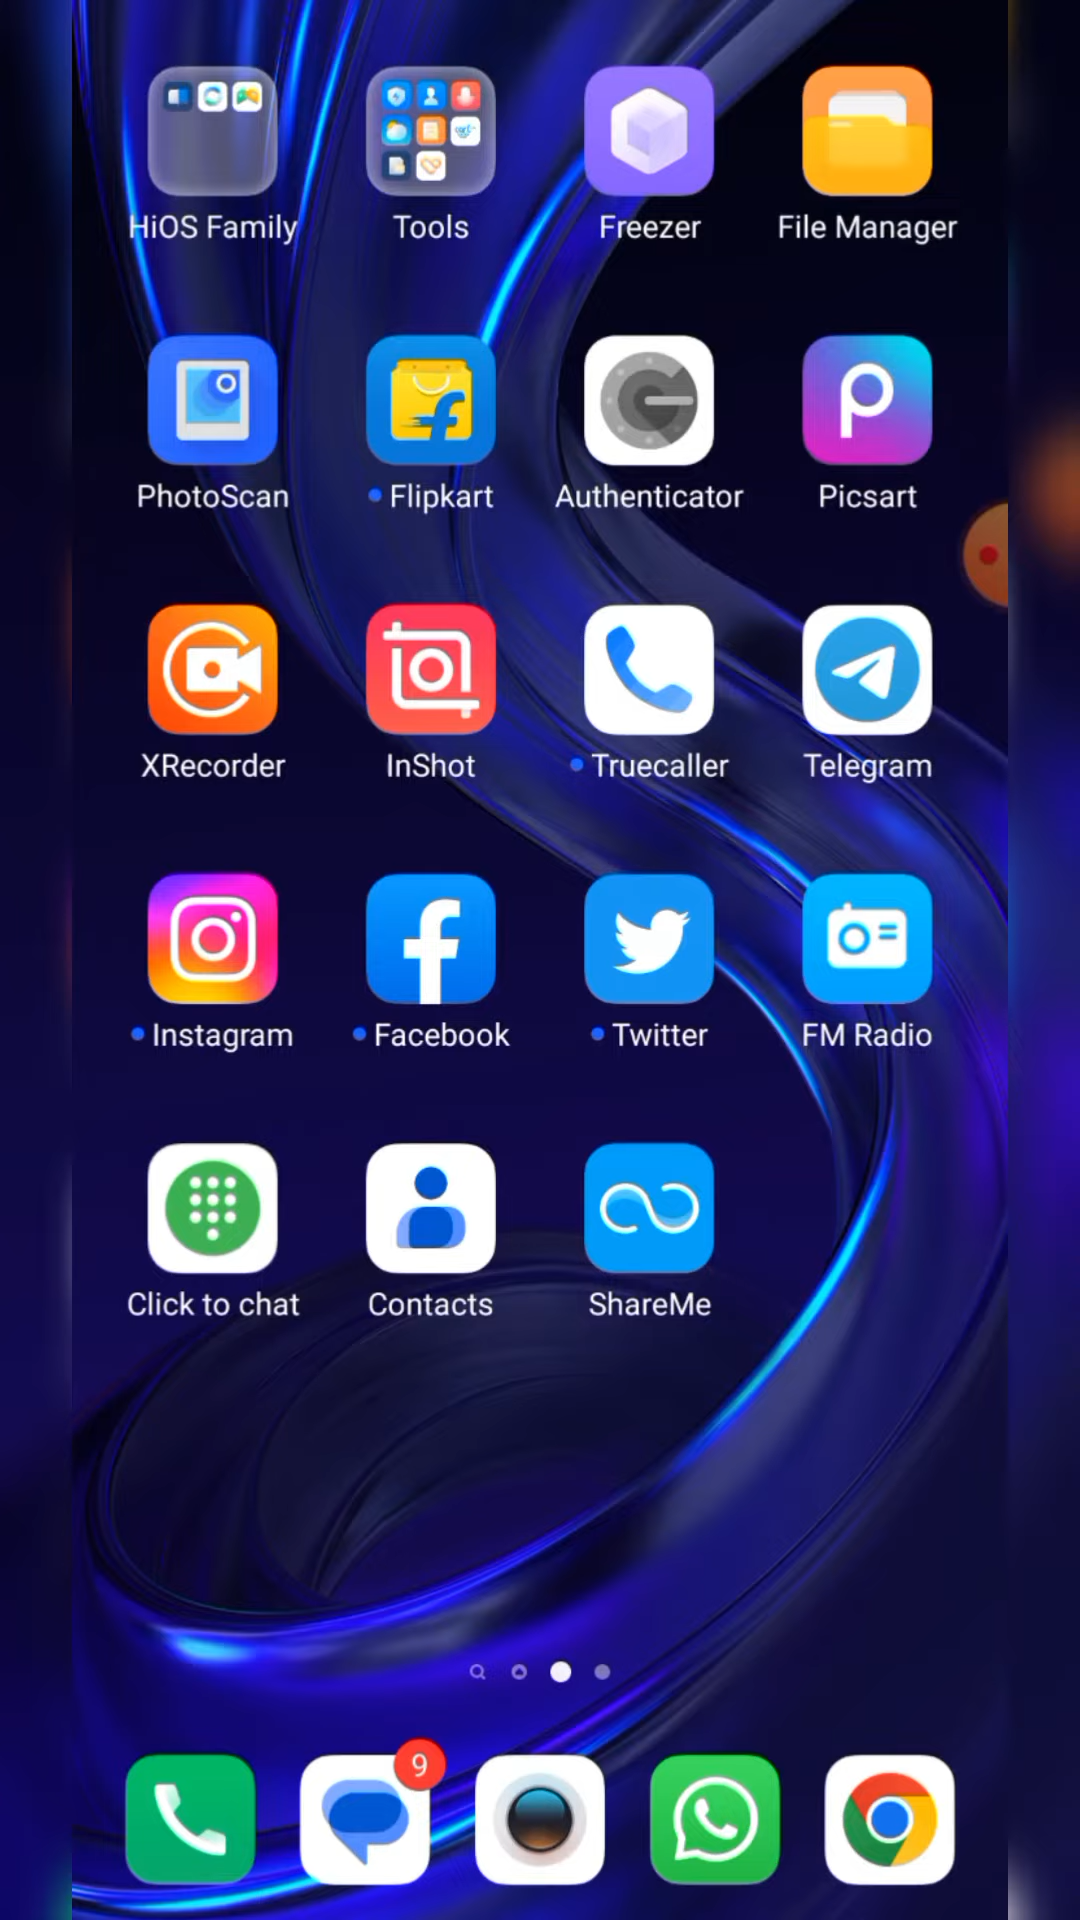 HiOS Family Tools Freezer File Manager
PhotoScan Flipkart Authenticator Picsart
XRecorder InShot Truecaller Telegram
Instagram Facebook Twitter FM Radio
Click to chat Contacts ShareMe
9